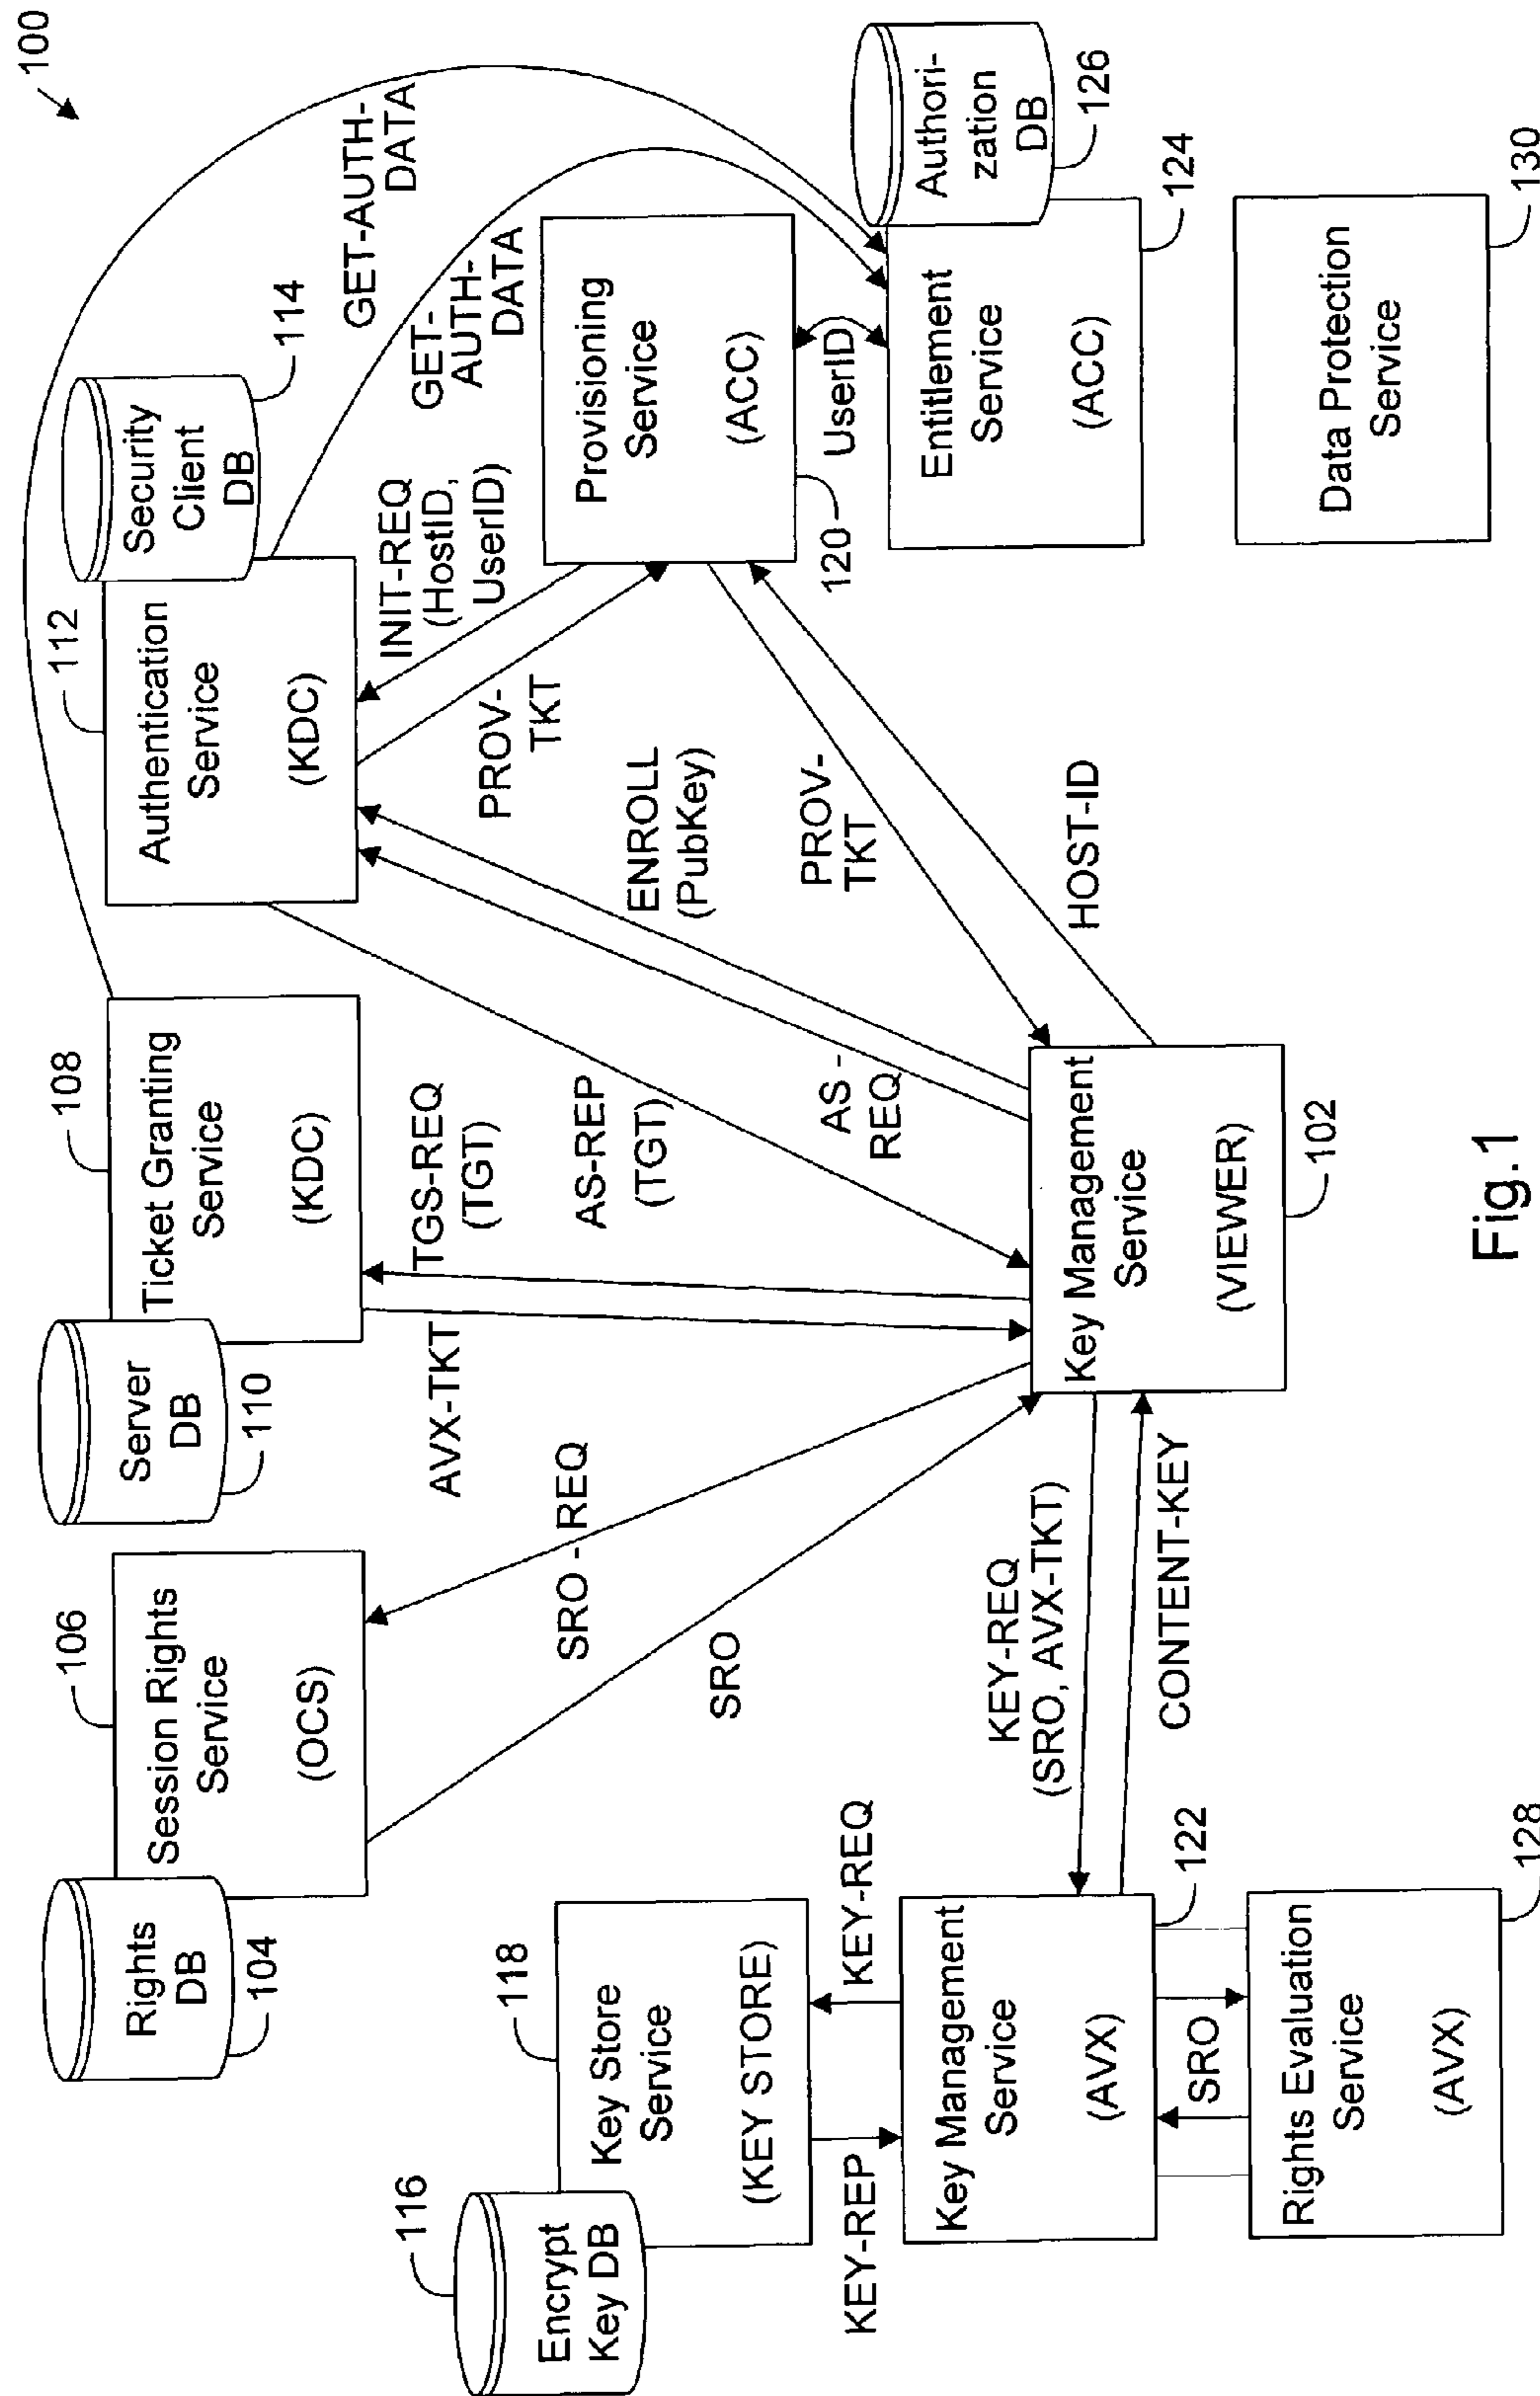 100
Rights
DB
104
106
Session Rights
Service
(OCS)
Server
DB
110
108
Ticket Granting
Service
(KDC)
112
Authentication
Service
(KDC)
Security
Client
DB
114
GET-AUTH-
DATA
GET-
AUTH-
DATA
116
Encrypt
Key DB
118
Key Store
Service
(KEY STORE)
SRO - REQ
SRO
AVX-TKT
TGS-REQ
(TGT)
AS-REP
(TGT)
AS -
REQ
ENROLL
(PubKey)
PROV-
TKT
INIT-REQ
(HostID,
UserID)
PROV-
TKT
HOST-ID
Provisioning
Service
(ACC)
120
UserID
Authori-
zation
DB
126
Entitlement
Service
(ACC)
124
KEY-REP
KEY-REQ
Key Management
Service
(AVX)
122
KEY-REQ
(SRO, AVX-TKT)
CONTENT-KEY
Key Management
Service
(VIEWER)
102
SRO
Rights Evaluation
Service
(AVX)
128
Data Protection
Service
130
Fig.1